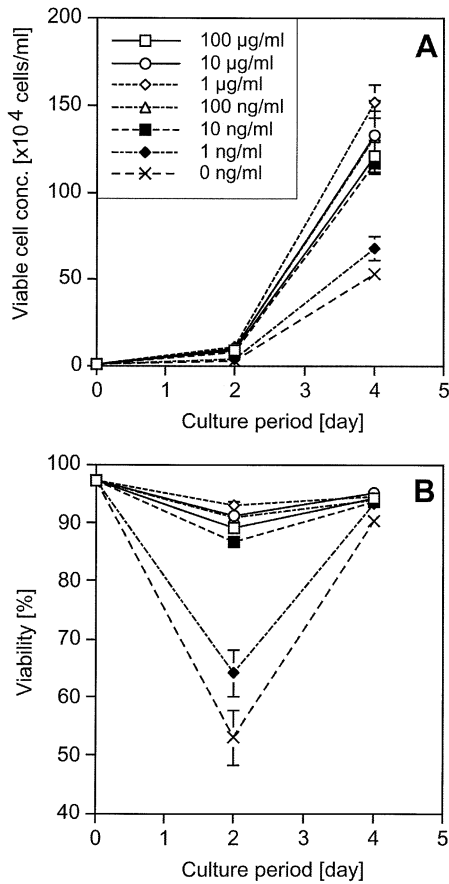 A
Viable cell conc. [x10⁴ cells/ml]
200
150
100
50
0
100 µg/ml
10 µg/ml
1 µg/ml
100 ng/ml
10 ng/ml
1 ng/ml
0 ng/ml
0 1 2 3 4 5
Culture period [day]
B
Viability [%]
100
90
80
70
60
50
40
0 1 2 3 4 5
Culture period [day]